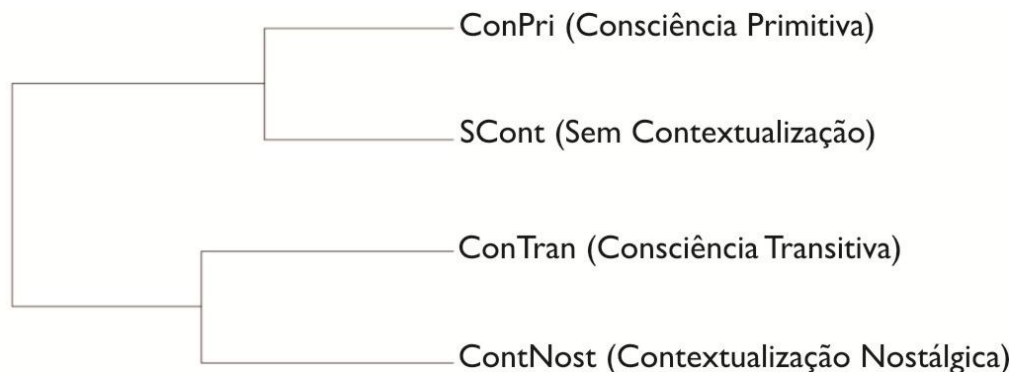 ConPri (Consciência Primitiva)
SCont (Sem Contextualização)
ConTran (Consciência Transitiva)
ContNost (Contextualização Nostálgica)